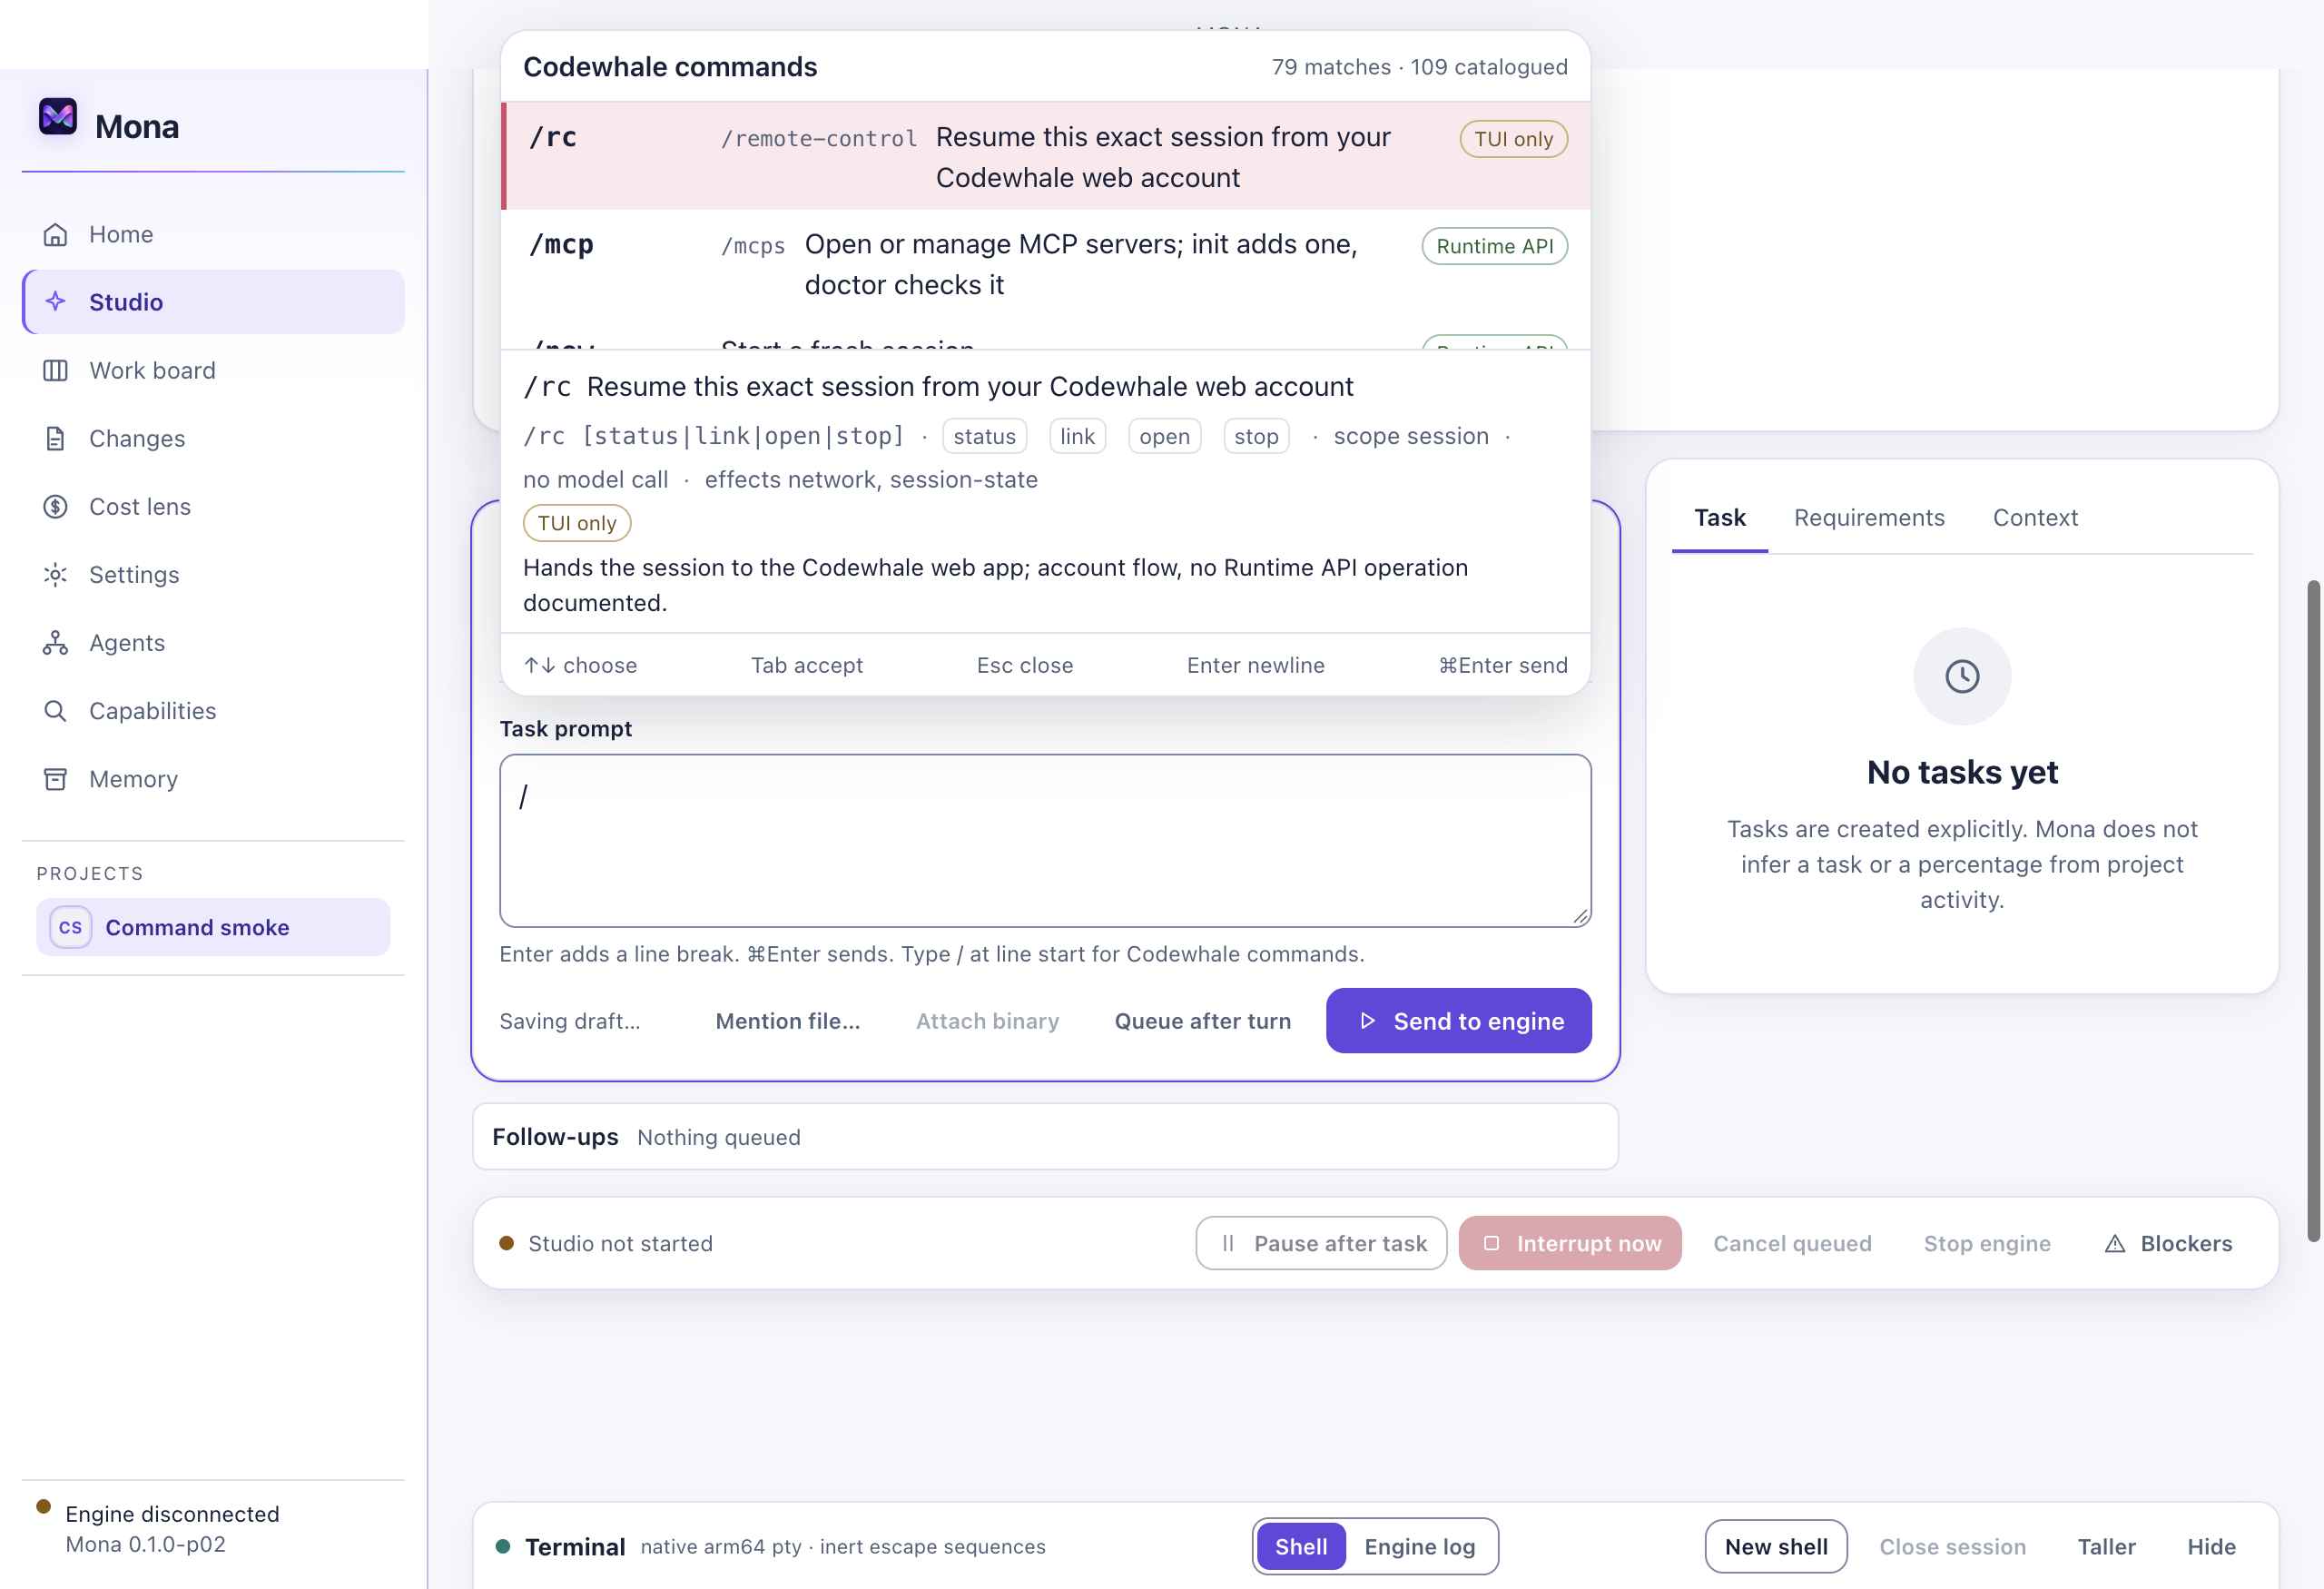 Mona
Home
Studio
Work board
Changes
Cost lens
Settings
Agents
Capabilities
Memory
PROJECTS
CS Command smoke
Engine disconnected
Mona 0.1.0-p02
Codewhale commands 79 matches · 109 catalogued
/rc /remote-control Resume this exact session from your TUI only
Codewhale web account
/mcp /mcps Open or manage MCP servers; init adds one, Runtime API
doctor checks it
/rc Resume this exact session from your Codewhale web account
/rc [status|link|open|stop] · status link open stop · scope session ·
no model call · effects network, session-state
TUI only
Hands the session to the Codewhale web app; account flow, no Runtime API operation
documented.
↑↓ choose Tab accept Esc close Enter newline ⌘Enter send
Task prompt
/
Enter adds a line break. ⌘Enter sends. Type / at line start for Codewhale commands.
Saving draft... Mention file... Attach binary Queue after turn Send to engine
Follow-ups Nothing queued
Task Requirements Context
No tasks yet
Tasks are created explicitly. Mona does not
infer a task or a percentage from project
activity.
Studio not started Pause after task Interrupt now Cancel queued Stop engine Blockers
Terminal native arm64 pty · inert escape sequences Shell Engine log New shell Close session Taller Hide